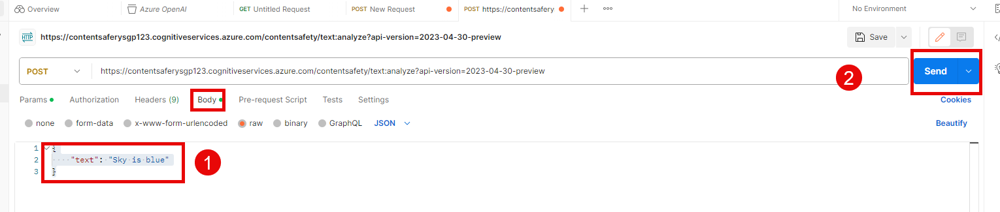 Overview Azure OpenAI GET Untitled Request POST New Request POST https://contentsafery. No Environment
HTTP https://contentsaferysgp123.cognitiveservices.azure.com/contentsafety/text:analyze?api-version=2023-04-30-preview Save
POST https://contentsaferysgp123.cognitiveservices.azure.com/contentsafety/text:analyze?api-version=2023-04-30-preview 2 Send
Params Authorization Headers (9) Body Pre-request Script Tests Settings Cookies
none form-data x-www-form-urlencoded raw binary GraphQL JSON Beautify
1 {
2 "text": "Sky is blue" 1
3 }